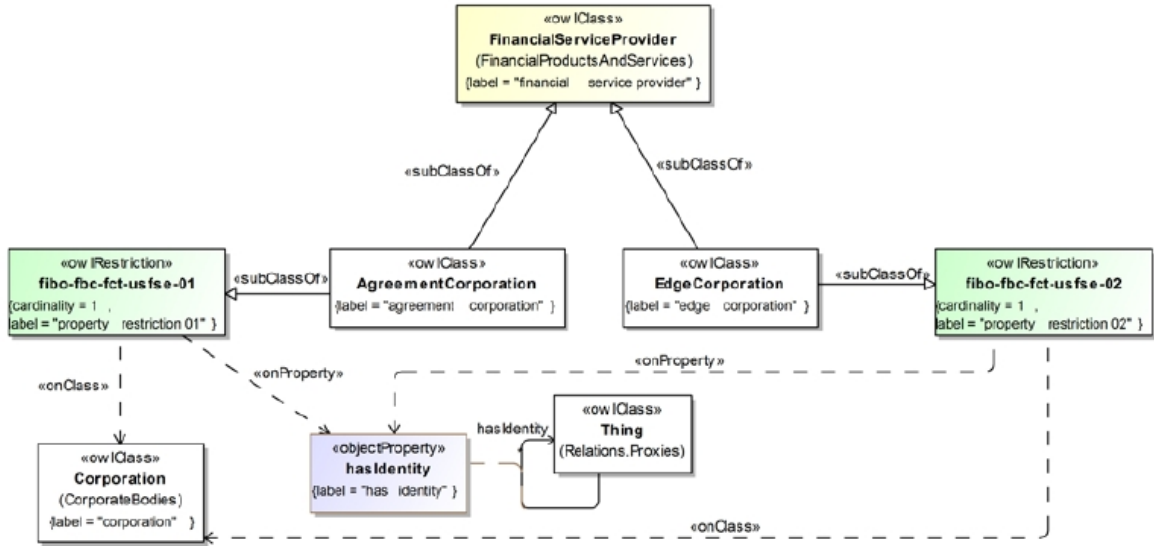 «owlClass»
FinancialServiceProvider
(FinancialProductsAndServices)
{label = "financial service provider" }
«subClassOf»
«subClassOf»
«owlRestriction»
fibo-fbc-fct-usfse-01
{cardinality = 1 ,
label = "property restriction 01" }
«subClassOf»
«owlClass»
AgreementCorporation
{label = "agreement corporation" }
«owlClass»
EdgeCorporation
{label = "edge corporation" }
«subClassOf»
«owlRestriction»
fibo-fbc-fct-usfse-02
{cardinality = 1 ,
label = "property restriction 02" }
«onClass»
«onProperty»
«onProperty»
«owlClass»
Corporation
(CorporateBodies)
{label = "corporation" }
«objectProperty»
hasIdentity
{label = "has identity" }
hasIdentity
«owlClass»
Thing
(Relations.Proxies)
«onClass»